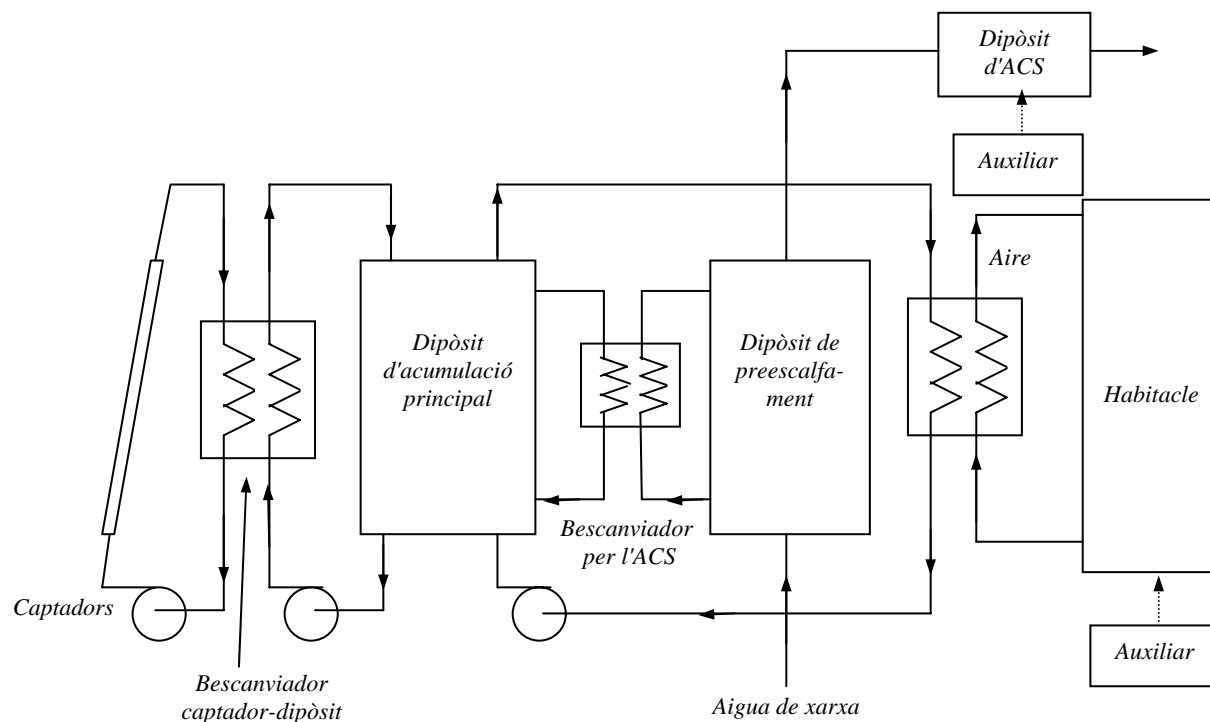 Dipòsit
d'ACS
Auxiliar
Aire
Dipòsit
d'acumulació
principal
Dipòsit de
preescalfa-
ment
Habitacle
Bescanviador
per l'ACS
Captadors
Auxiliar
Bescanviador
captador-dipòsit
Aigua de xarxa